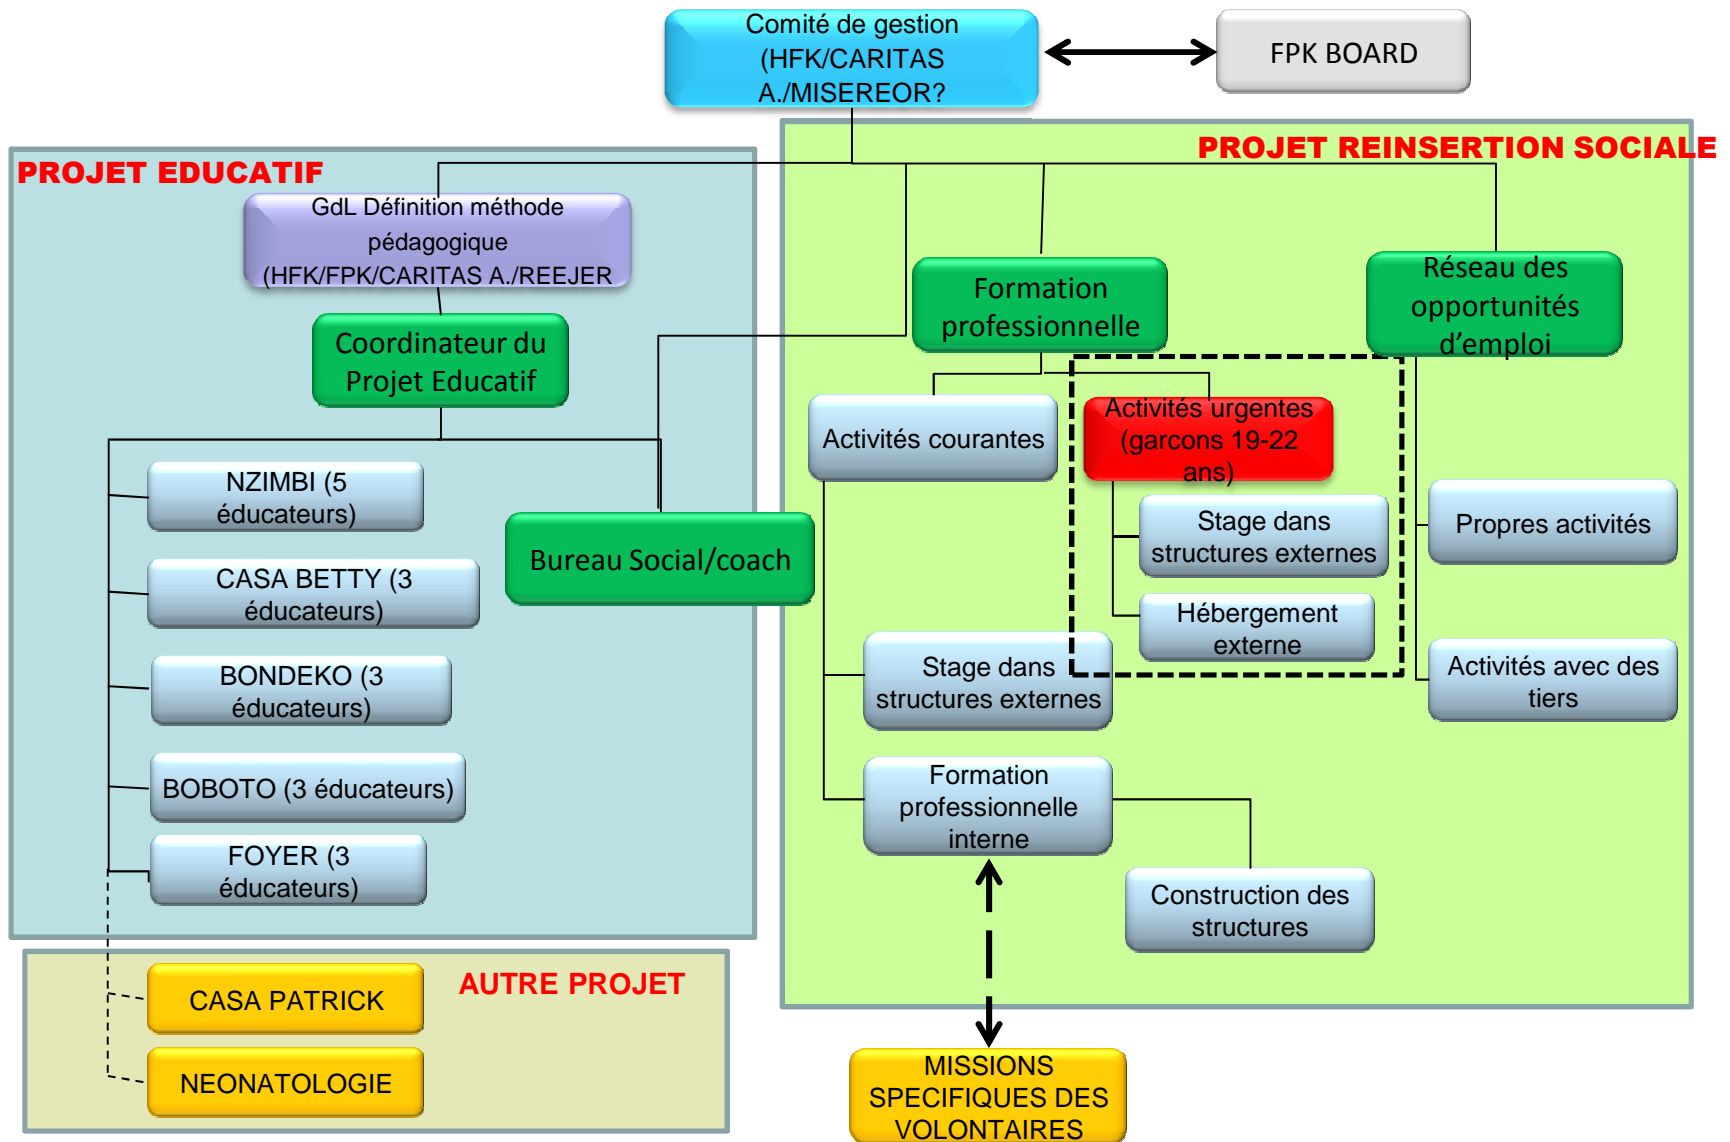 Comité de gestion
(HFK/CARITAS
A./MISEREOR?
FPK BOARD
PROJET EDUCATIF
GdL Définition méthode
pédagogique
(HFK/FPK/CARITAS A./REEJER
Coordinateur du
Projet Educatif
NZIMBI (5
éducateurs)
CASA BETTY (3
éducateurs)
BONDEKO (3
éducateurs)
BOBOTO (3 éducateurs)
FOYER (3
éducateurs)
Bureau Social/coach
AUTRE PROJET
CASA PATRICK
NEONATOLOGIE
PROJET REINSERTION SOCIALE
Formation
professionnelle
Réseau des
opportunités
d’emploi
Activités courantes
Activités urgentes
(garcons 19-22
ans)
Stage dans
structures externes
Hébergement
externe
Propres activités
Activités avec des
tiers
Stage dans
structures externes
Formation
professionnelle
interne
Construction des
structures
MISSIONS
SPECIFIQUES DES
VOLONTAIRES